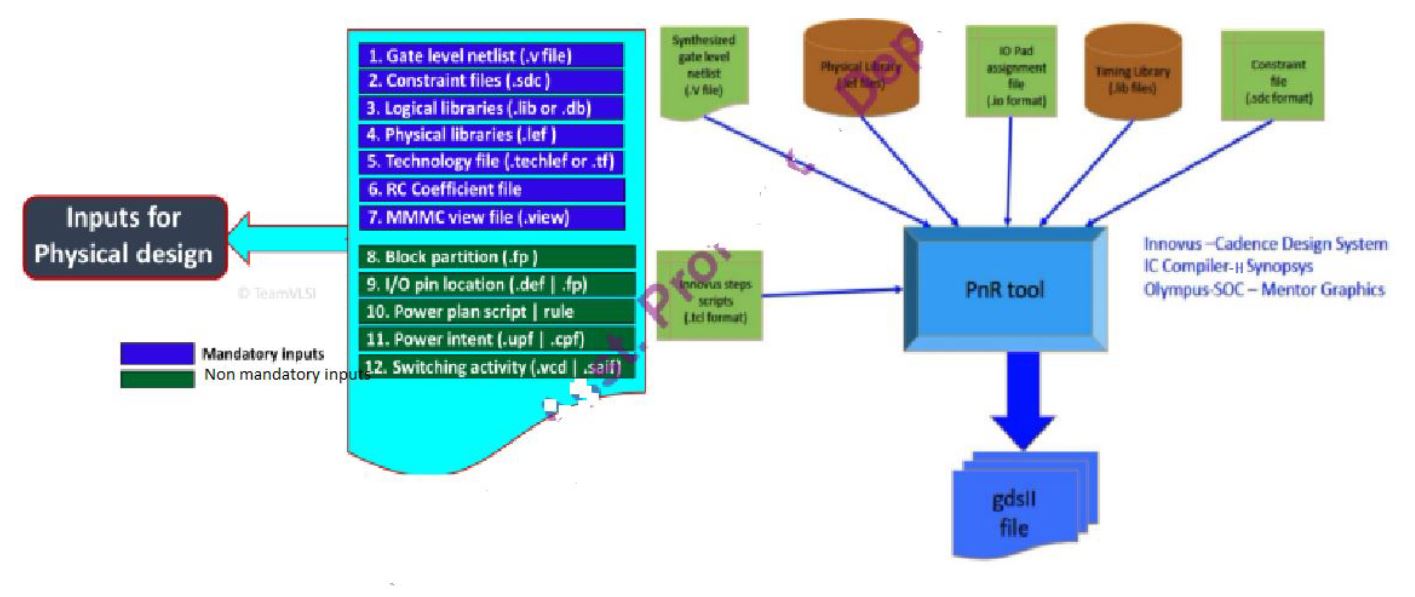 Inputs for
Physical design
© TeamVLSI
Mandatory inputs
Non mandatory inputs
1. Gate level netlist (.v file)
2. Constraint files (.sdc )
3. Logical libraries (.lib or .db)
4. Physical libraries (.lef )
5. Technology file (.techlef or .tf)
6. RC Coefficient file
7. MMMC view file (.view)
8. Block partition (.fp )
9. I/O pin location (.def | .fp)
10. Power plan script | rule
11. Power intent (.upf | .cpf)
12. Switching activity (.vcd | .saif)
Synthesized
gate level
netlist
(.V file)
Physical Library
(.lef files)
IO Pad
assignment
file
(.io format)
Timing Library
(.lib files)
Constraint
file
(.sdc format)
Innovus steps
scripts
(.tcl format)
PnR tool
Innovus –Cadence Design System
IC Compiler-II Synopsys
Olympus-SOC – Mentor Graphics
gdsII
file